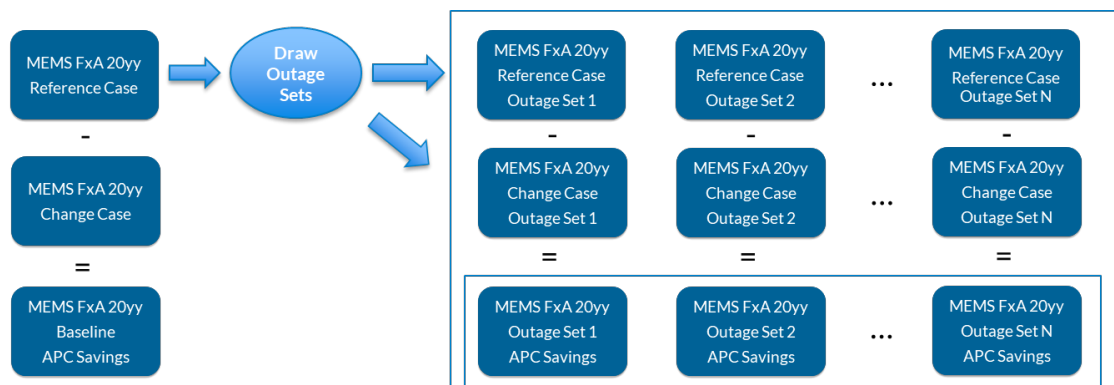 MEMS FxA 20yy
Reference Case
Draw
Outage
Sets
MEMS FxA 20yy
Reference Case
Outage Set 1
MEMS FxA 20yy
Reference Case
Outage Set 2
...
MEMS FxA 20yy
Reference Case
Outage Set N
-
-
-
-
MEMS FxA 20yy
Change Case
MEMS FxA 20yy
Change Case
Outage Set 1
MEMS FxA 20yy
Change Case
Outage Set 2
...
MEMS FxA 20yy
Change Case
Outage Set N
=
=
=
=
MEMS FxA 20yy
Baseline
APC Savings
MEMS FxA 20yy
Outage Set 1
APC Savings
MEMS FxA 20yy
Outage Set 2
APC Savings
...
MEMS FxA 20yy
Outage Set N
APC Savings